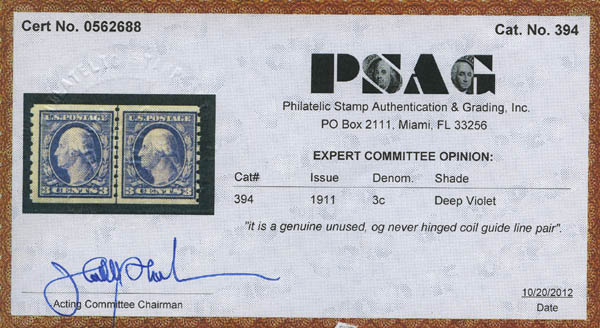 Cert No. 0562688
Cat. No. 394
PSAG
Philatelic Stamp Authentication & Grading, Inc.
PO Box 2111, Miami, FL 33256
EXPERT COMMITTEE OPINION:
Cat# Issue Denom. Shade
394 1911 3c Deep Violet
"it is a genuine unused, og never hinged coil guide line pair".
U.S. POSTAGE U.S. POSTAGE
3 CENTS 3 3 CENTS 3
Acting Committee Chairman
10/20/2012
Date